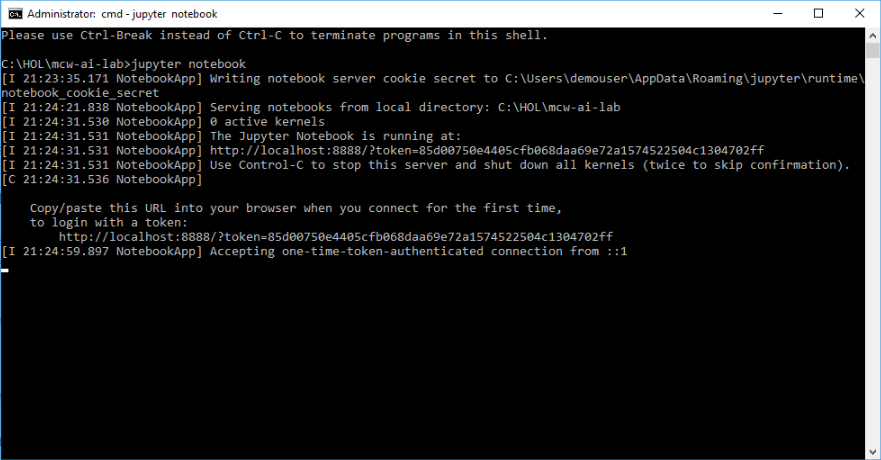 Administrator: cmd - jupyter notebook
Please use Ctrl-Break instead of Ctrl-C to terminate programs in this shell.
C:\HOL\mcw-ai-lab>jupyter notebook
[I 21:23:35.171 NotebookApp] Writing notebook server cookie secret to C:\Users\demouser\AppData\Roaming\jupyter\runtime\
notebook_cookie_secret
[I 21:24:21.838 NotebookApp] Serving notebooks from local directory: C:\HOL\mcw-ai-lab
[I 21:24:31.530 NotebookApp] 0 active kernels
[I 21:24:31.531 NotebookApp] The Jupyter Notebook is running at:
[I 21:24:31.531 NotebookApp] http://localhost:8888/?token=85d00750e4405cfb068daa69e72a1574522504c1304702ff
[I 21:24:31.531 NotebookApp] Use Control-C to stop this server and shut down all kernels (twice to skip confirmation).
[C 21:24:31.536 NotebookApp]
Copy/paste this URL into your browser when you connect for the first time,
to login with a token:
http://localhost:8888/?token=85d00750e4405cfb068daa69e72a1574522504c1304702ff
[I 21:24:59.897 NotebookApp] Accepting one-time-token-authenticated connection from ::1